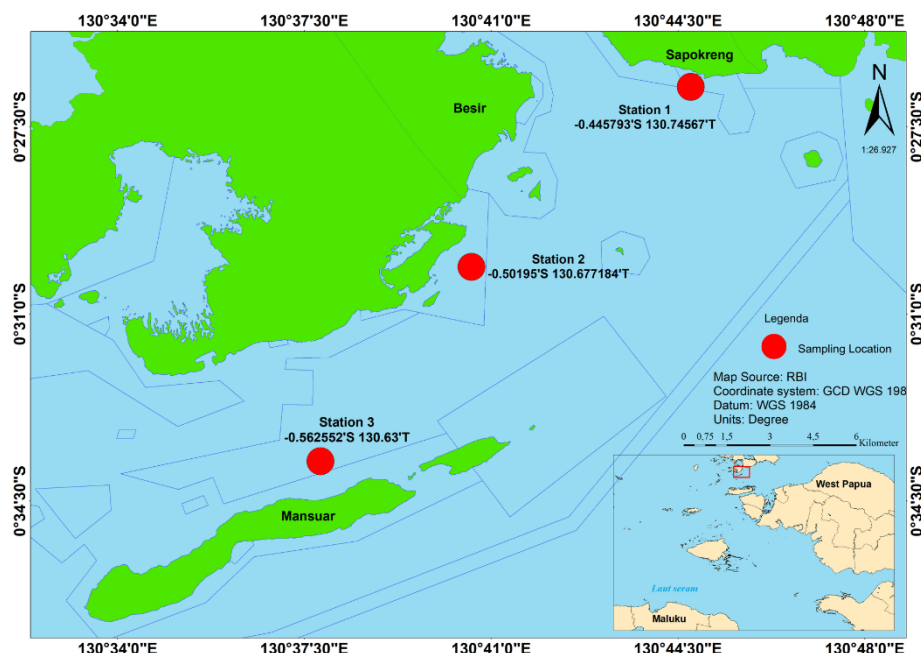 130°34'0"E 130°37'30"E 130°41'0"E 130°44'30"E 130°48'0"E
Sapokreng
N
Besir
Station 1
-0.445793'S 130.74567'T
0°27'30"S
0°27'30"S
1:26.927
Station 2
-0.50195'S 130.677184'T
0°31'0"S
0°31'0"S
Legenda
Sampling Location
Map Source: RBI
Coordinate system: GCD WGS 198
Datum: WGS 1984
Units: Degree
Station 3
-0.562552'S 130.63'T
0 0.75 1.5 3 4.5 6
Kilometer
0°34'30"S
0°34'30"S
Mansuar
West Papua
Laut seram
Maluku
130°34'0"E 130°37'30"E 130°41'0"E 130°44'30"E 130°48'0"E